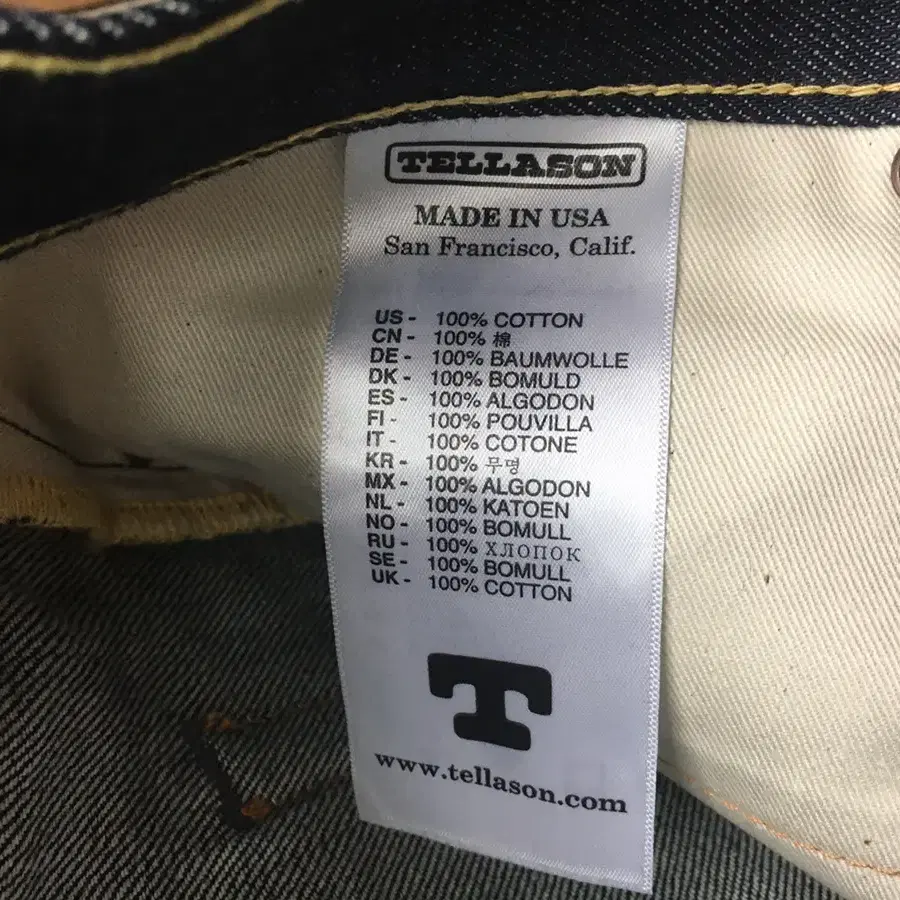 TELLASON
MADE IN USA
San Francisco, Calif.
US - 100% COTTON
CN - 100% 棉
DE - 100% BAUMWOLLE
DK - 100% BOMULD
ES - 100% ALGODON
FI - 100% POUVILLA
IT - 100% COTONE
KR - 100% 무명
MX - 100% ALGODON
NL - 100% KATOEN
NO - 100% BOMULL
RU - 100% ХЛОПОК
SE - 100% BOMULL
UK - 100% COTTON
T
www.tellason.com